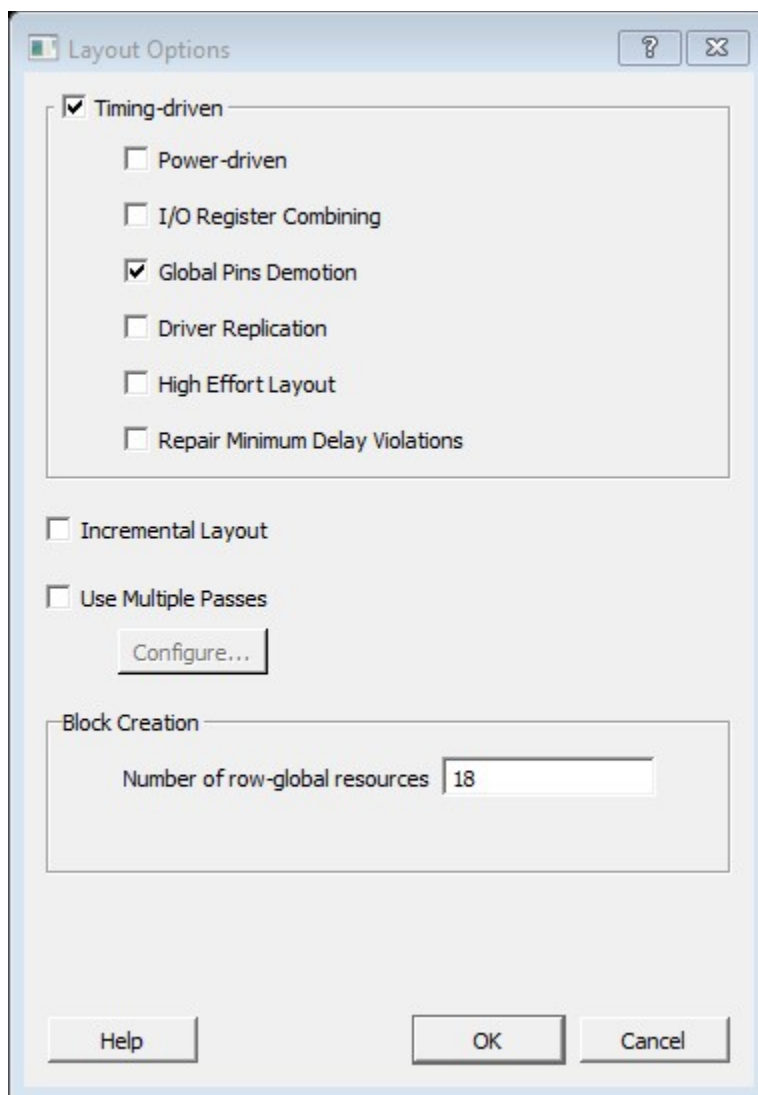 Layout Options
Timing-driven
Power-driven
I/O Register Combining
Global Pins Demotion
Driver Replication
High Effort Layout
Repair Minimum Delay Violations
Incremental Layout
Use Multiple Passes
Configure...
Block Creation
Number of row-global resources 18
Help OK Cancel